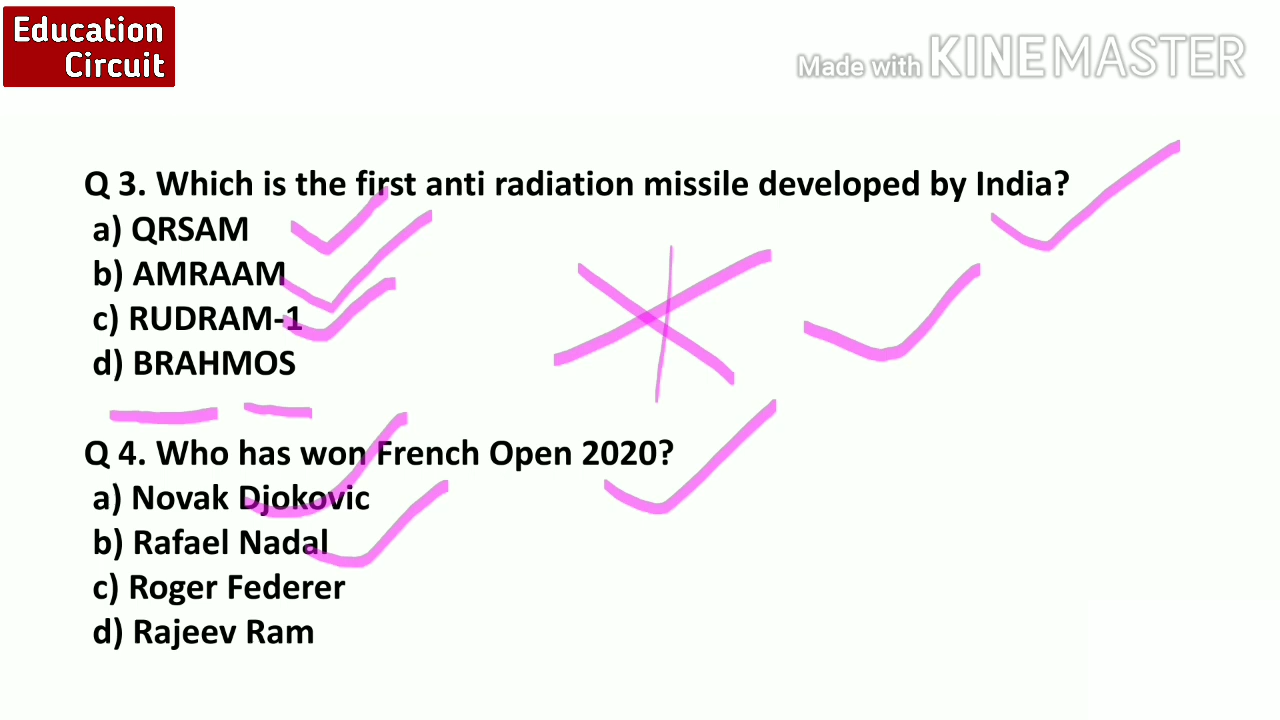 Education
Circuit
Made with KINEMASTER
Q 3. Which is the first anti radiation missile developed by India?
a) QRSAM
b) AMRAAM
c) RUDRAM-1
d) BRAHMOS
Q 4. Who has won French Open 2020?
a) Novak Djokovic
b) Rafael Nadal
c) Roger Federer
d) Rajeev Ram